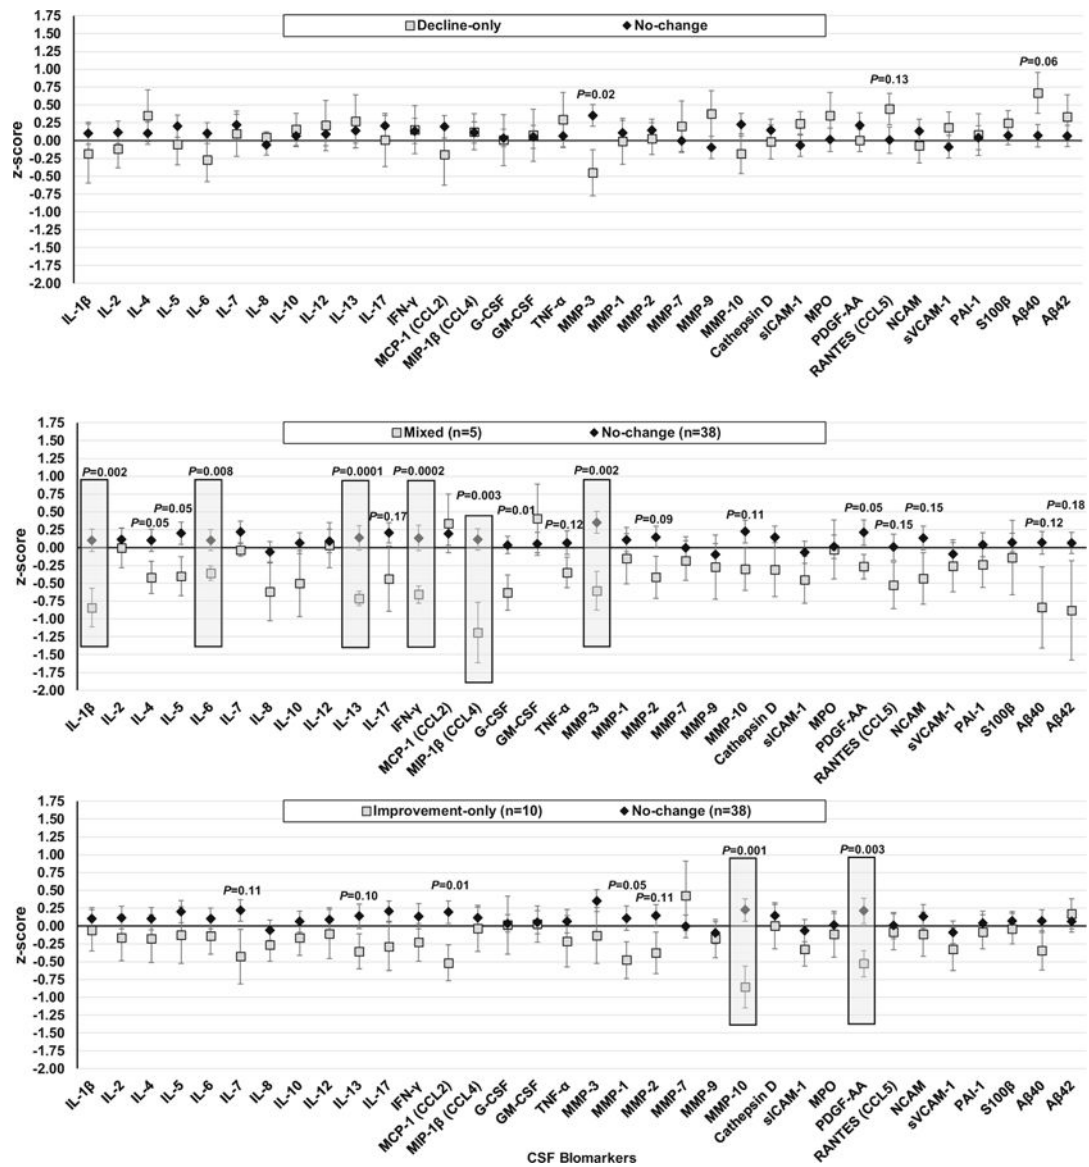 1.75
1.50
1.25
1.00
0.75
0.50
0.25
0.00
-0.25
-0.50
-0.75
-1.00
-1.25
-1.50
-1.75
-2.00
z-score
Decline-only No-change
P=0.02
P=0.13
P=0.06
IL-1β IL-2 IL-4 IL-5 IL-6 IL-7 IL-8 IL-10 IL-12 IL-13 IL-17 IFN-γ MCP-1 (CCL2) MIP-1β (CCL4) G-CSF GM-CSF TNF-α MMP-3 MMP-1 MMP-2 MMP-7 MMP-9 MMP-10 Cathepsin D sICAM-1 MPO PDGF-AA RANTES (CCL5) NCAM sVCAM-1 PAI-1 S100β Aβ40 Aβ42
1.75
1.50
1.25
1.00
0.75
0.50
0.25
0.00
-0.25
-0.50
-0.75
-1.00
-1.25
-1.50
-1.75
-2.00
z-score
Mixed (n=5) No-change (n=38)
P=0.002
P=0.05
P=0.05
P=0.008
P=0.0001
P=0.17
P=0.0002
P=0.003
P=0.01
P=0.12
P=0.002
P=0.09
P=0.11
P=0.05
P=0.15
P=0.15
P=0.12
P=0.18
IL-1β IL-2 IL-4 IL-5 IL-6 IL-7 IL-8 IL-10 IL-12 IL-13 IL-17 IFN-γ MCP-1 (CCL2) MIP-1β (CCL4) G-CSF GM-CSF TNF-α MMP-3 MMP-1 MMP-2 MMP-7 MMP-9 MMP-10 Cathepsin D sICAM-1 MPO PDGF-AA RANTES (CCL5) NCAM sVCAM-1 PAI-1 S100β Aβ40 Aβ42
1.75
1.50
1.25
1.00
0.75
0.50
0.25
0.00
-0.25
-0.50
-0.75
-1.00
-1.25
-1.50
-1.75
-2.00
z-score
Improvement-only (n=10) No-change (n=38)
P=0.11
P=0.10
P=0.01
P=0.05
P=0.11
P=0.001
P=0.003
IL-1β IL-2 IL-4 IL-5 IL-6 IL-7 IL-8 IL-10 IL-12 IL-13 IL-17 IFN-γ MCP-1 (CCL2) MIP-1β (CCL4) G-CSF GM-CSF TNF-α MMP-3 MMP-1 MMP-2 MMP-7 MMP-9 MMP-10 Cathepsin D sICAM-1 MPO PDGF-AA RANTES (CCL5) NCAM sVCAM-1 PAI-1 S100β Aβ40 Aβ42
CSF Biomarkers